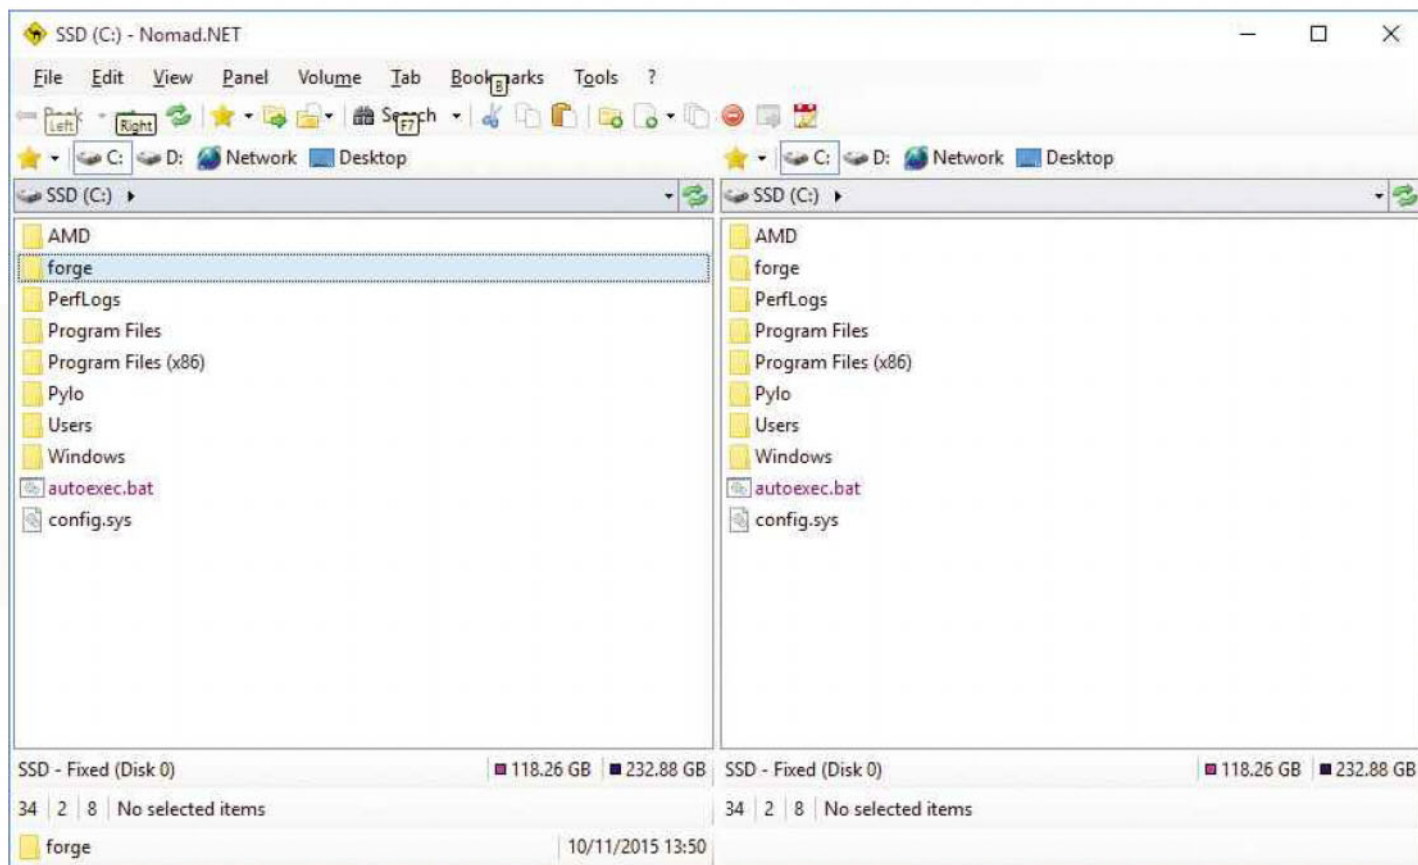 SSD (C:) - Nomad.NET
File Edit View Panel Volume Tab Bookmarks Tools ?
B
Back Search
Left Right F7
C: D: Network Desktop
C: D: Network Desktop
SSD (C:)
SSD (C:)
AMD
forge
PerfLogs
Program Files
Program Files (x86)
Pylo
Users
Windows
autoexec.bat
config.sys
AMD
forge
PerfLogs
Program Files
Program Files (x86)
Pylo
Users
Windows
autoexec.bat
config.sys
SSD - Fixed (Disk 0) 118.26 GB 232.88 GB
SSD - Fixed (Disk 0) 118.26 GB 232.88 GB
34 2 8 No selected items
34 2 8 No selected items
forge 10/11/2015 13:50